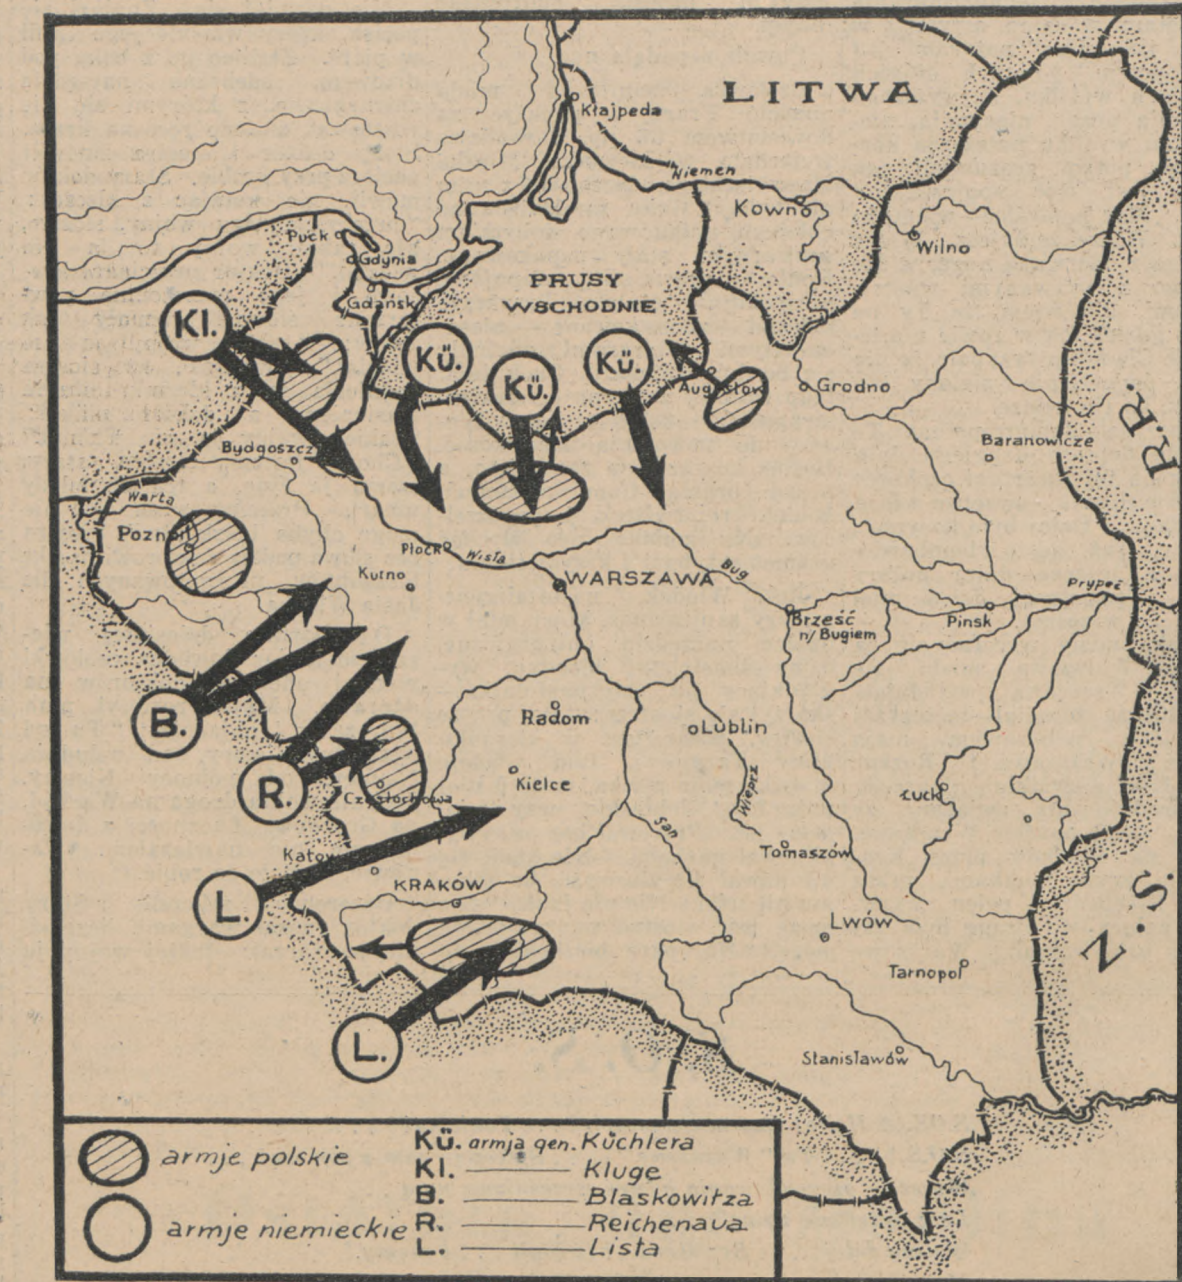 LITWA
Kłajpeda
Niemen
Kowno
Wilno
Puck
Gdynia
Gdańsk
PRUSY
WSCHODNIE
Kl.
Kü.
Kü.
Kü.
Augustów
Grodno
R.R.
Baranowicze
Bydgoszcz
Warta
Poznań
Płock
Wisła
Kutno
WARSZAWA
Bug
Brześć
n/Bugiem
Pinsk
Prypeć
B.
Radom
Lublin
R.
Kielce
Częstochowa
Wieprz
Łuck
San
Tomaszów
Katow
KRAKÓW
L.
Lwów
Z.S.
Tarnopol
L.
Stanisławów
armje polskie
armje niemieckie
KÜ. armja gen. Küchlera
Kl. Kluge
B. Blaskowitza
R. Reichenaua
L. Lista